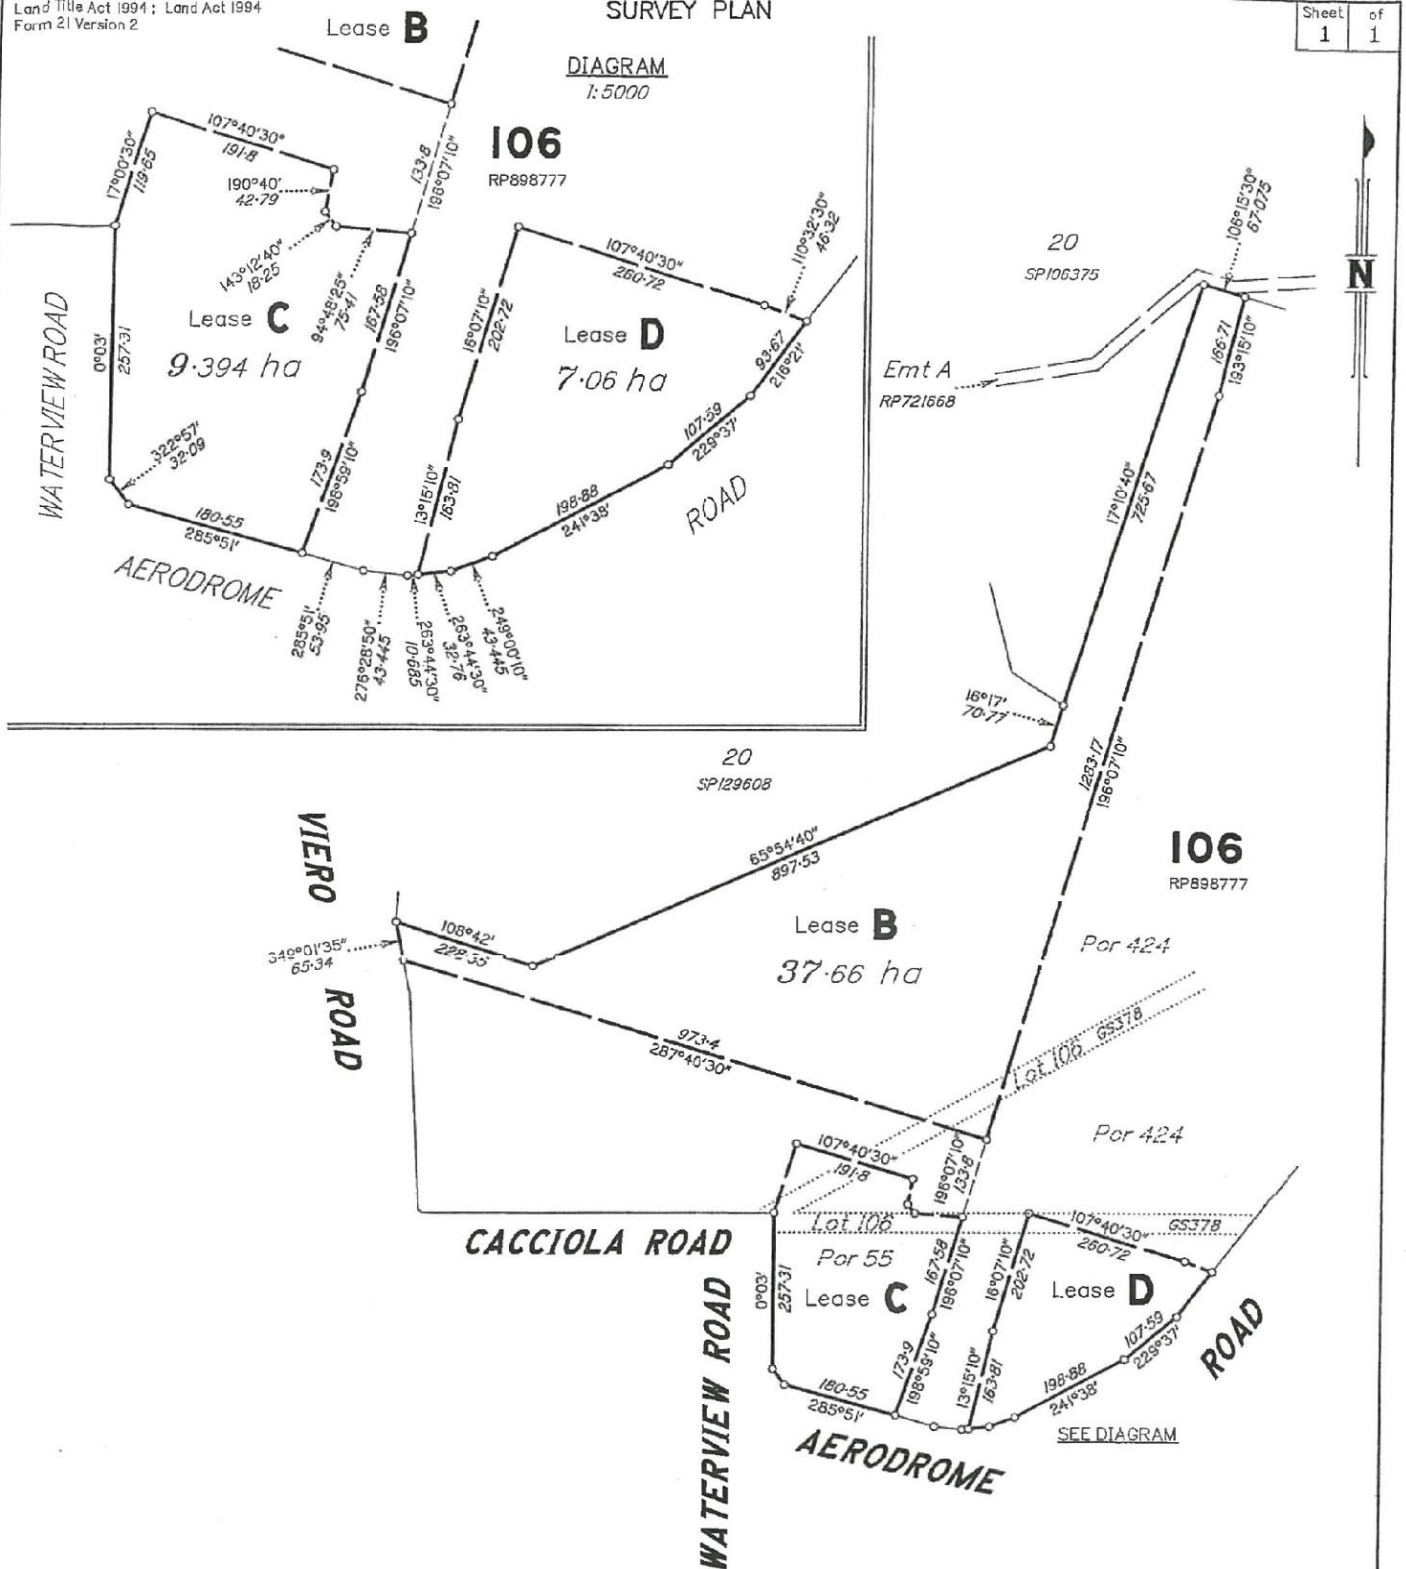 Land Title Act 1994 ; Land Act 1994
Form 21 Version 2
SURVEY PLAN
Sheet of
1 1
Lease B
DIAGRAM
1:5000
106
RP898777
107°40'30"
191·8
17°00'30"
119·65
190°40'
42·79
143°12'40"
18·25
94°48'25"
75·41
133·8
196°07'10"
167·58
196°07'10"
Lease C
9·394 ha
0°03'
257·31
WATERVIEW ROAD
322°57'
32·09
180·55
285°51'
173·9
198°59'10"
AERODROME
285°51'
53·95
276°28'50"
43·445
263°44'30"
10·685
263°44'30"
32·76
249°00'10"
43·445
16°07'10"
202·72
13°15'10"
163·81
107°40'30"
260·72
110°32'30"
46·32
Lease D
7·06 ha
93·67
216°21'
107·59
229°37'
198·88
241°38'
ROAD
N
20
SP106375
106°15'30"
67·075
Emt A
RP721668
166·71
193°15'10"
17°10'40"
725·67
16°17'
70·77
1283·17
196°07'10"
20
SP129608
VIERO ROAD
65°54'40"
897·53
106
RP898777
108°42'
228·35
349°01'35"
65·34
Lease B
37·66 ha
Por 424
973·4
287°40'30"
Lot 106 GS378
Por 424
107°40'30"
191·8
196°07'10"
133·8
CACCIOLA ROAD
Lot 106
GS378
Por 55
Lease C
0°03'
257·31
167·58
196°07'10"
173·9
198°59'10"
180·55
285°51'
16°07'10"
202·72
13°15'10"
163·81
107°40'30"
260·72
Lease D
107·59
229°37'
198·88
241°38'
ROAD
SEE DIAGRAM
AERODROME
WATERVIEW ROAD